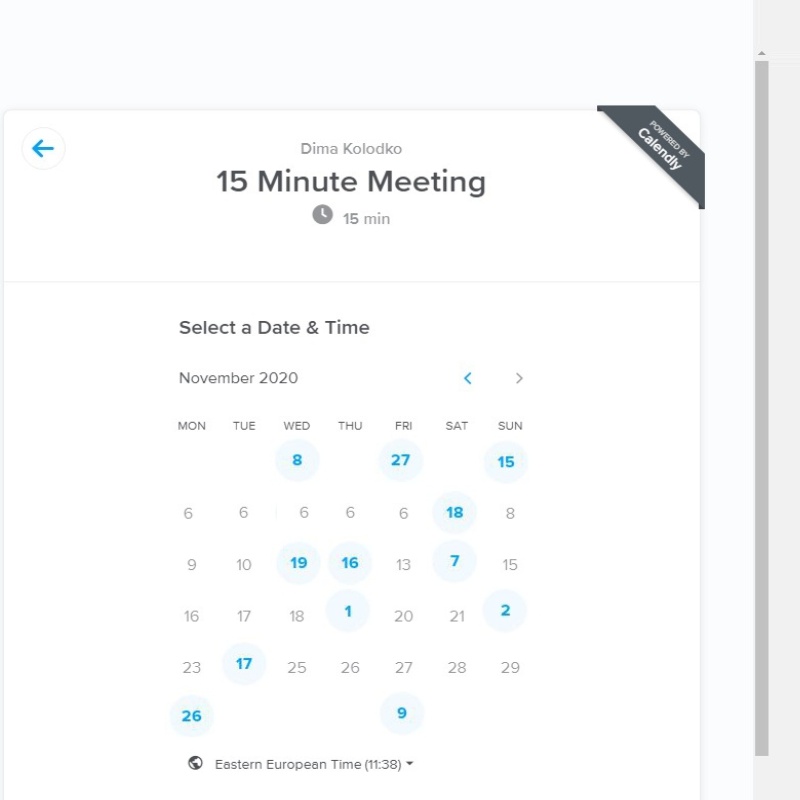 POWERED BY
Calendly
Dima Kolodko
15 Minute Meeting
15 min
Select a Date & Time
November 2020
MON TUE WED THU FRI SAT SUN
8 27 15
6 6 6 6 6 18 8
9 10 19 16 13 7 15
16 17 18 1 20 21 2
23 17 25 26 27 28 29
26 9
Eastern European Time (11:38)